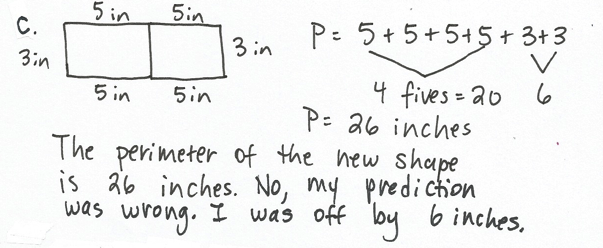 C.
5 in 5in
3in
3 in
5 in 5in
P= 5+5+5+5+3+3
4 fives = 20 6
P= 26 inches
The perimeter of the new shape
is 26 inches. No, my prediction
was wrong. I was off by 6 inches.